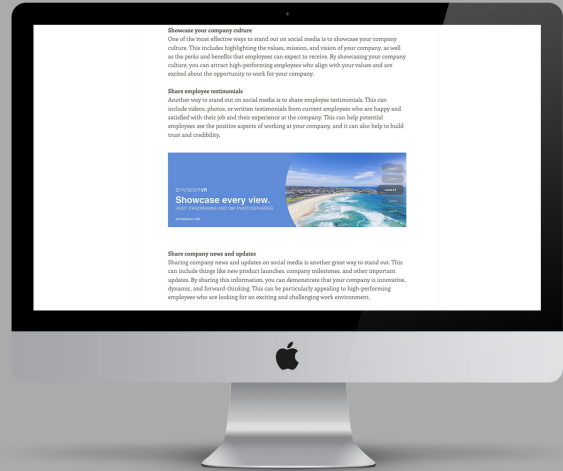 Showcase your company culture
One of the most effective ways to stand out on social media is to showcase your company
culture. This includes highlighting the values, mission, and vision of your company, as well
as the perks and benefits that employees can expect to receive. By showcasing your company
culture, you can attract high-performing employees who align with your values and are
excited about the opportunity to work for your company.
Share employee testimonials
Another way to stand out on social media is to share employee testimonials. This can
include videos, photos, or written testimonials from current employees who are happy and
satisfied with their job and their experience at the company. This can help potential
employees see the positive aspects of working at your company, and it can also help to build
trust and credibility.
ENVISIONVR
Showcase every view.
HOST PANORAMAS AND 360 PHOTOSPHERES
Share company news and updates
Sharing company news and updates on social media is another great way to stand out. This
can include things like new product launches, company milestones, and other important
updates. By sharing this information, you can demonstrate that your company is innovative,
dynamic, and forward-thinking. This can be particularly appealing to high-performing
employees who are looking for an exciting and challenging work environment.